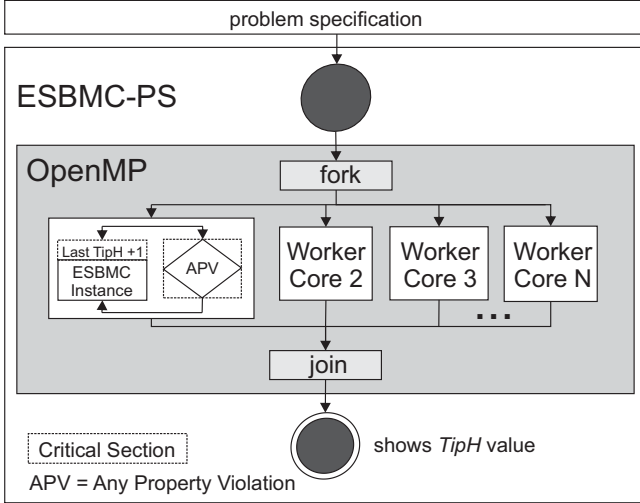 problem specification
ESBMC-PS
OpenMP
fork
Last TipH +1
ESBMC
Instance
APV
Worker
Core 2
Worker
Core 3
Worker
Core N
...
join
shows TipH value
Critical Section
APV = Any Property Violation